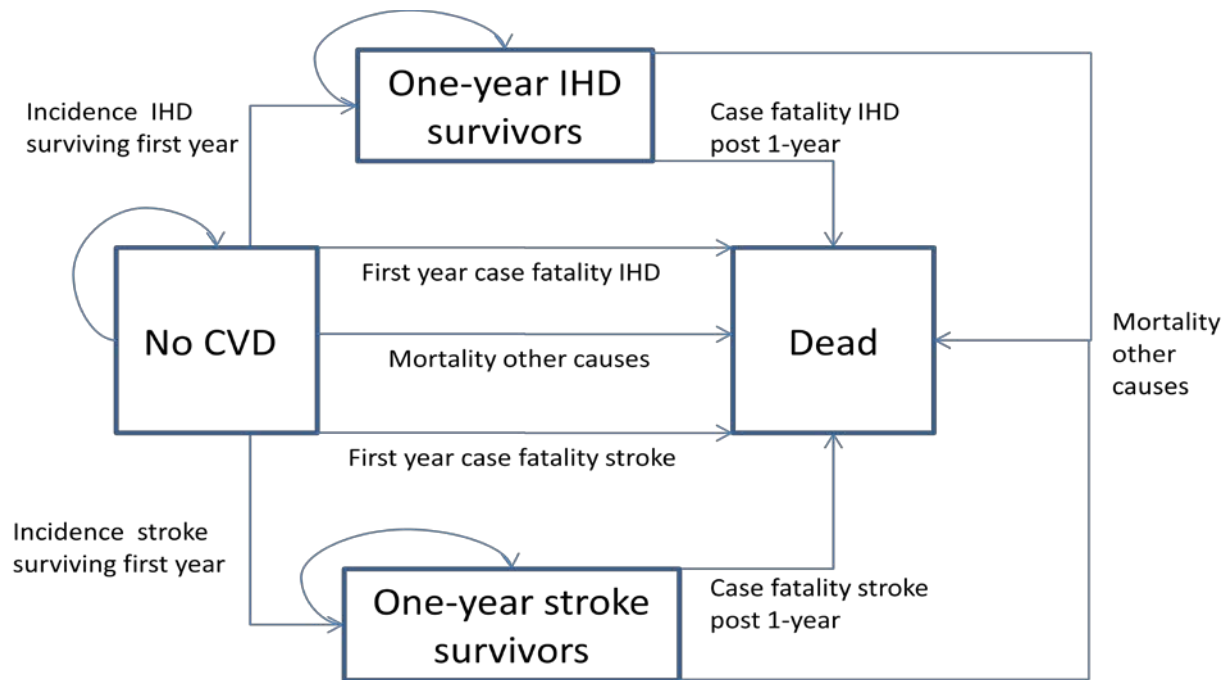 One-year IHD
survivors
Incidence IHD
surviving first year
Case fatality IHD
post 1-year
First year case fatality IHD
No CVD
Mortality other causes
Dead
Mortality
other
causes
First year case fatality stroke
Incidence stroke
surviving first year
One-year stroke
survivors
Case fatality stroke
post 1-year